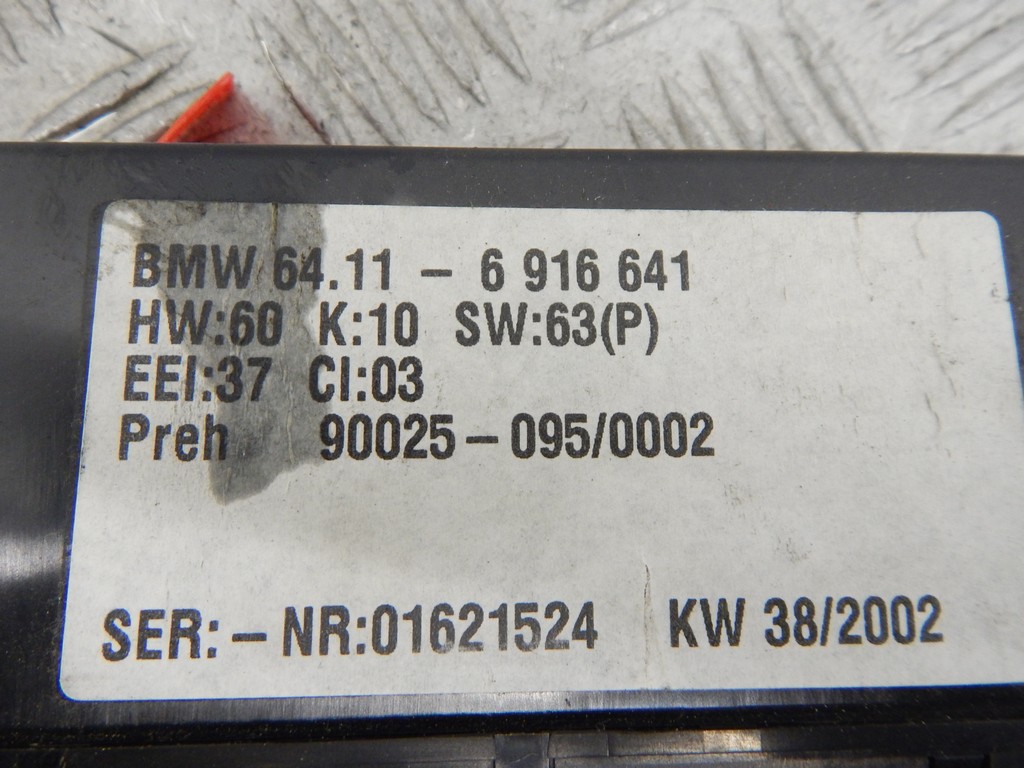 BMW 64.11 – 6 916 641
HW:60 K:10 SW:63(P)
EEI:37 CI:03
Preh 90025 – 095/0002
SER: – NR:01621524 KW 38/2002